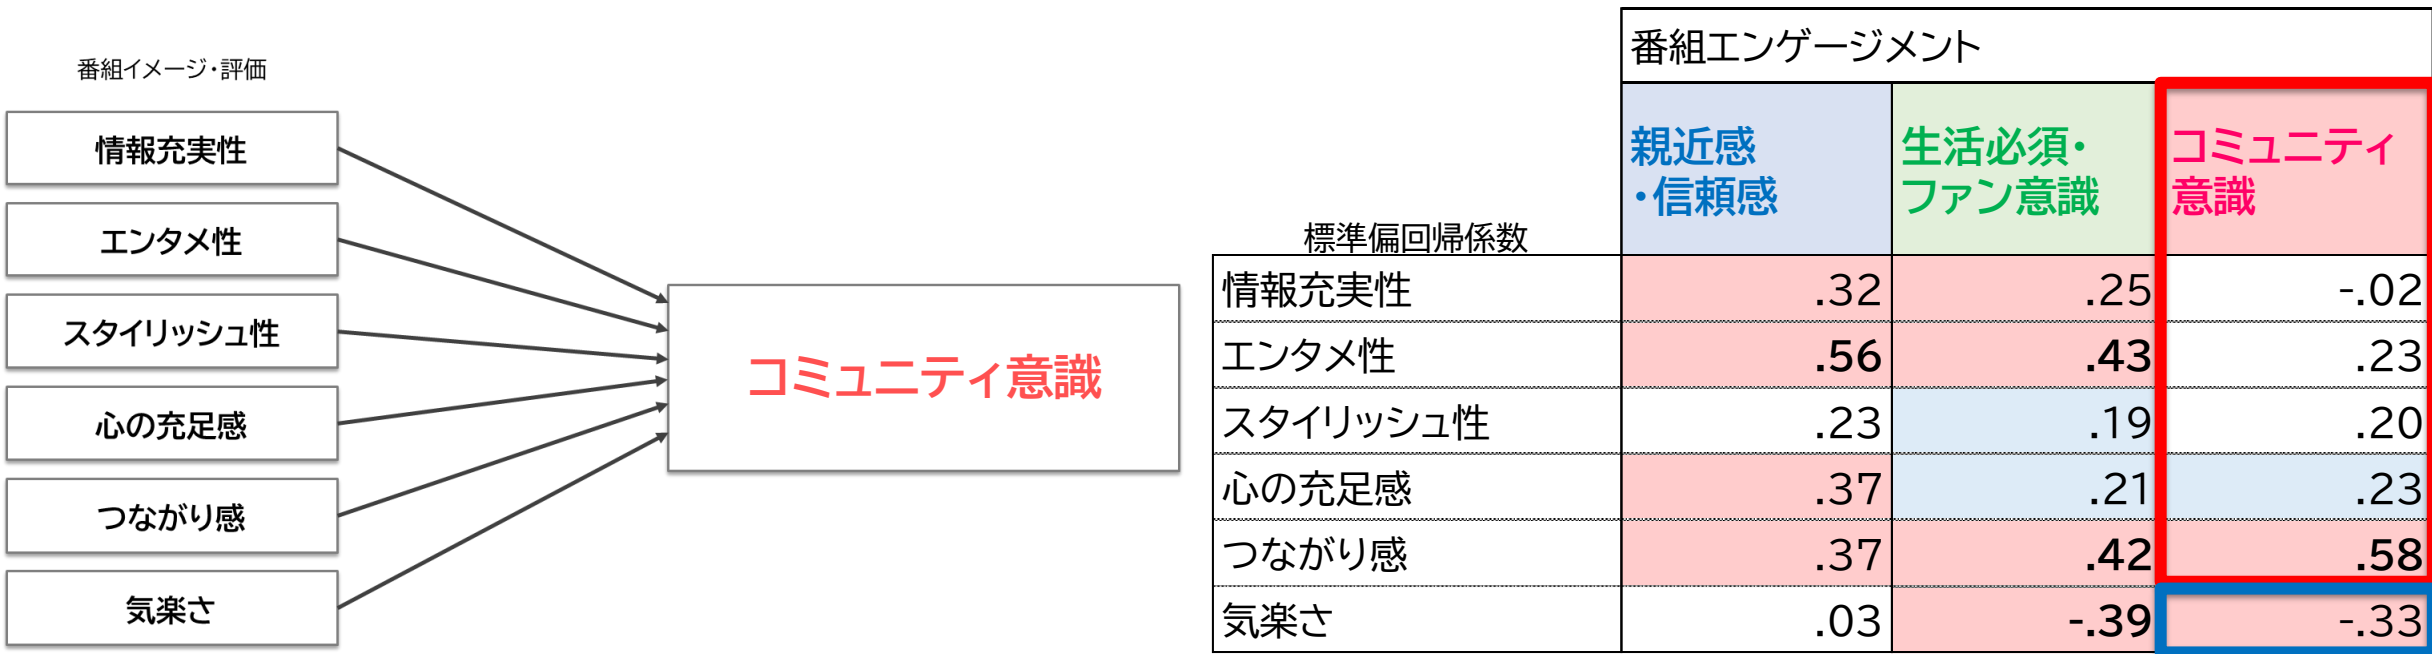 番組イメージ・評価
情報充実性
エンタメ性
スタイリッシュ性
心の充足感
つながり感
気楽さ
コミュニティ意識
番組エンゲージメント
標準偏回帰係数
親近感
・信頼感
生活必須・
ファン意識
コミュニティ
意識
情報充実性 .32 .25 -.02
エンタメ性 .56 .43 .23
スタイリッシュ性 .23 .19 .20
心の充足感 .37 .21 .23
つながり感 .37 .42 .58
気楽さ .03 -.39 -.33